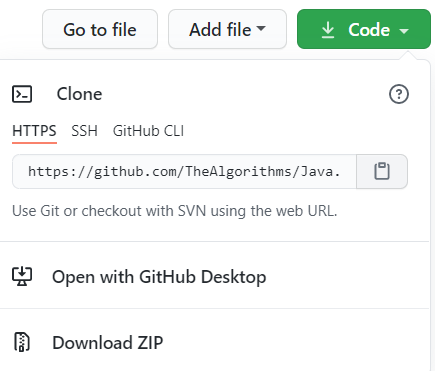 Go to file Add file Code
Clone
HTTPS SSH GitHub CLI
https://github.com/TheAlgorithms/Java.
Use Git or checkout with SVN using the web URL.
Open with GitHub Desktop
Download ZIP